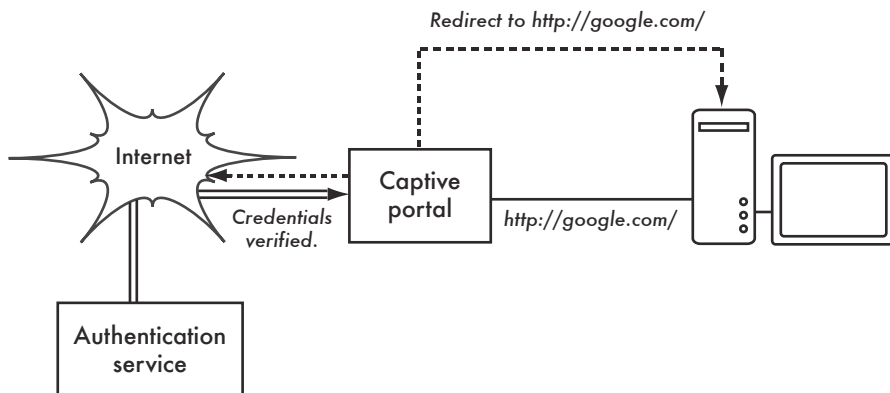 Redirect to http://google.com/
Internet
Captive
portal
Credentials
verified.
http://google.com/
Authentication
service